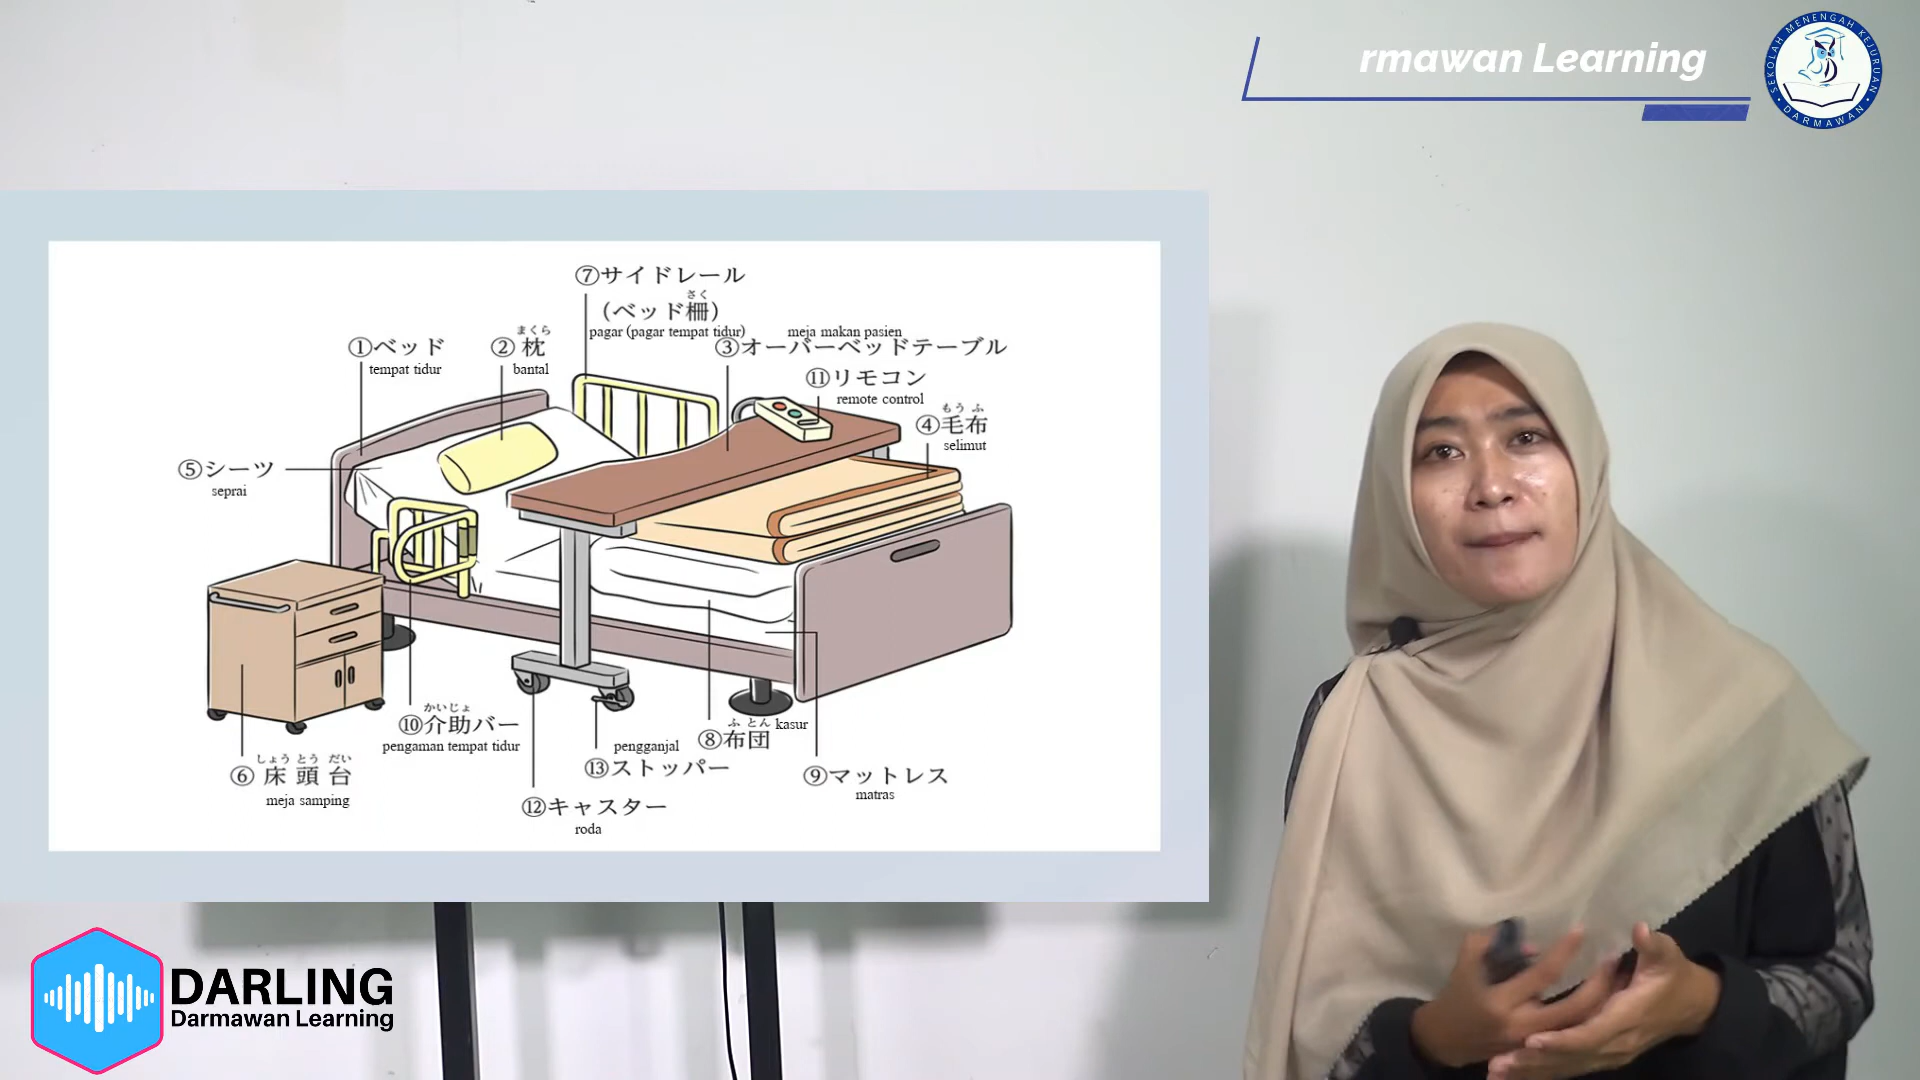 rmawan Learning
SEKOLAH MENENGAH KEJURUAN
DARMAWAN
⑦サイドレール
さく
(ベッド柵)
pagar (pagar tempat tidur)
meja makan pasien
①ベッド
tempat tidur
まくら
②枕
bantal
③オーバーベッドテーブル
⑪リモコン
remote control
もうふ
④毛布
selimut
⑤シーツ
seprai
かいじょ
⑩介助バー
pengaman tempat tidur
ふとん kasur
⑧布団
pengganjal
⑬ストッパー
しょうとうだい
⑥床頭台
meja samping
⑨マットレス
matras
⑫キャスター
roda
DARLING
Darmawan Learning